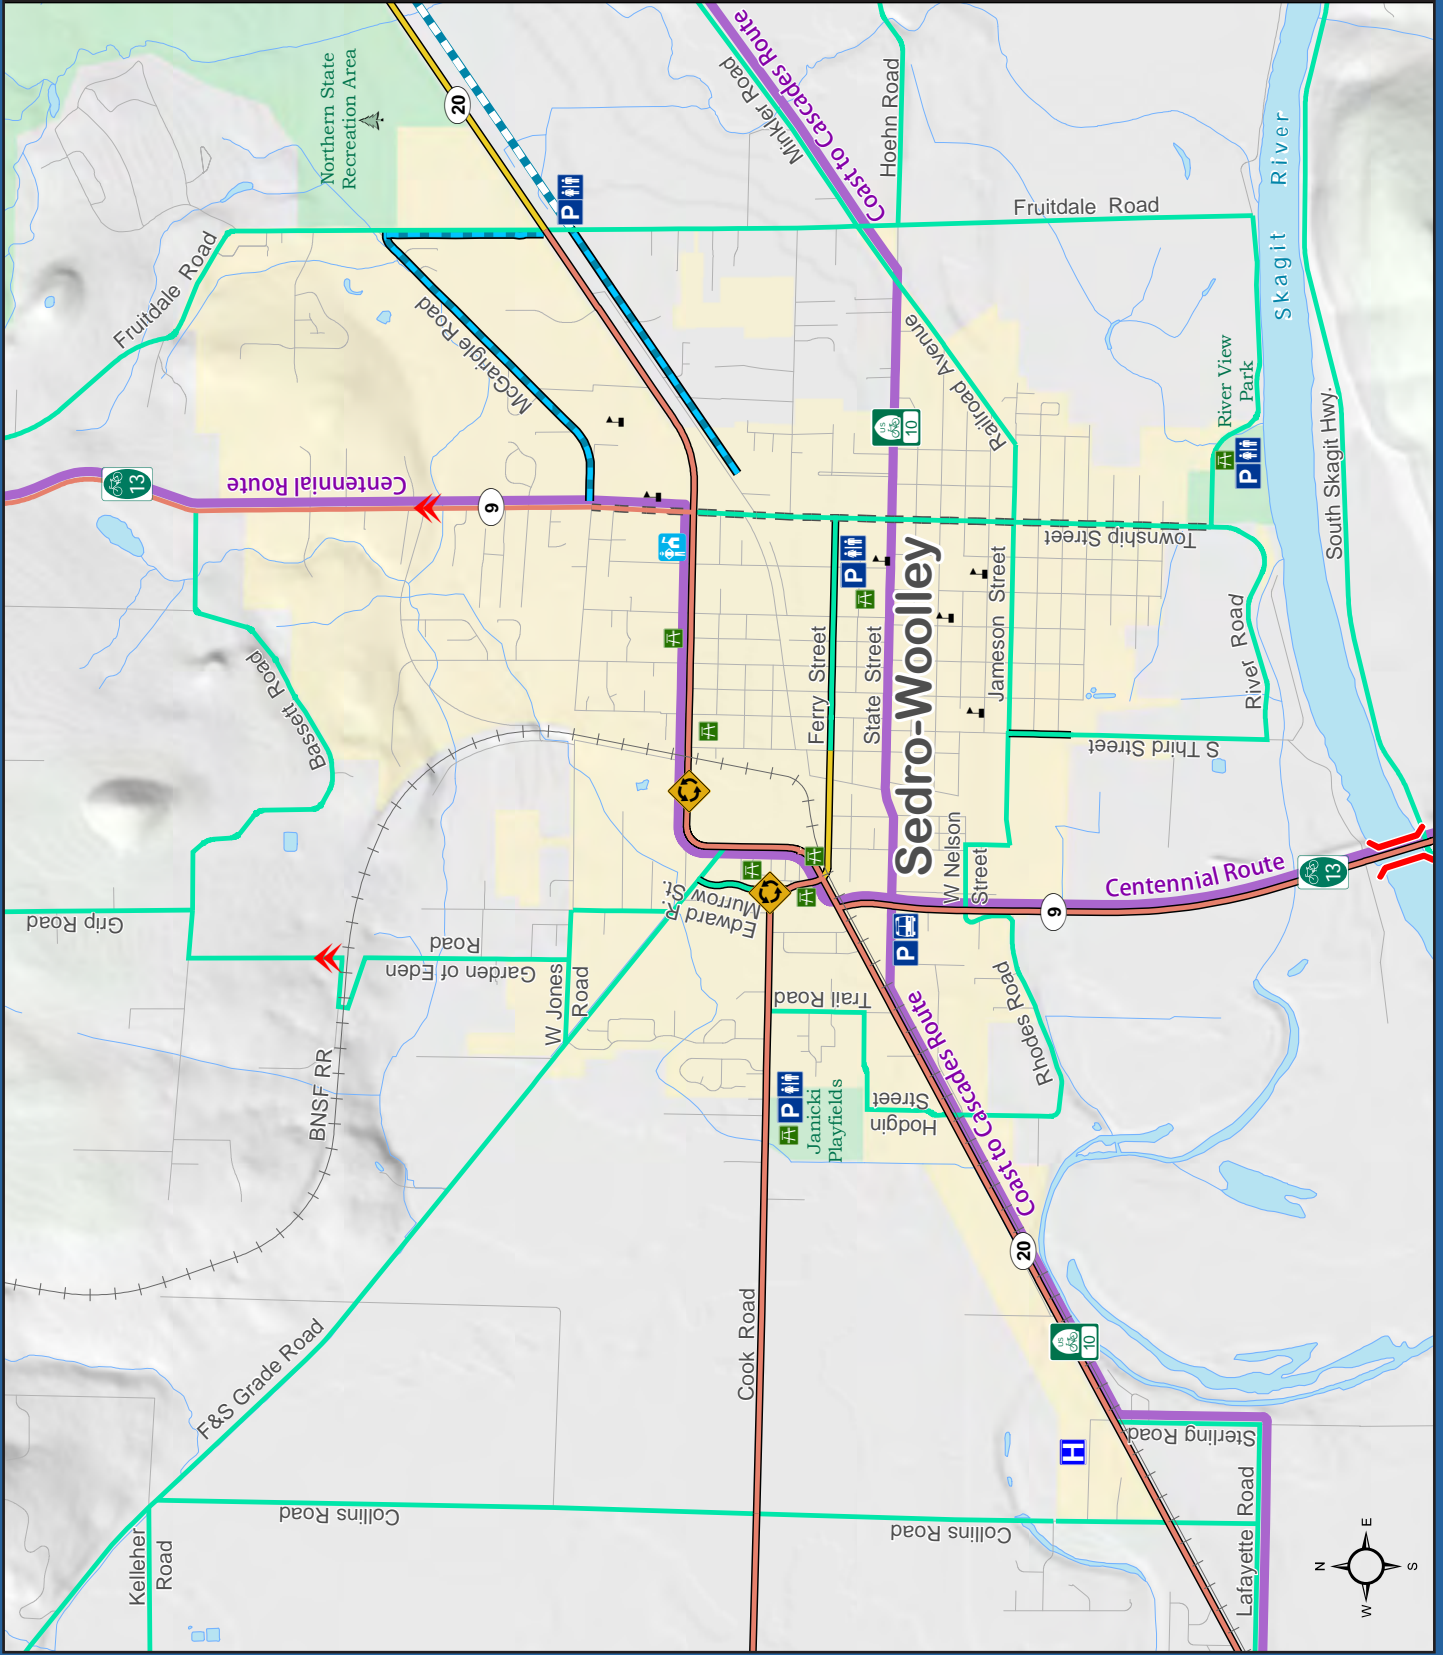 Northern State
Recreation Area
20
Minkler Road
Coast to Cascades Route
Hoehn Road
Fruitdale Road
Fruitdale Road
Skagit River
P
McGarigle Road
Railroad Avenue
River View
Park
P
South Skagit Hwy.
US
10
13
Centennial Route
9
Township Street
P
Bassett Road
Ferry Street
State Street
Sedro-Woolley
Jameson Street
River Road
S Third Street
W Nelson
Street
Centennial Route
13
9
Grip Road
Garden of Eden
Road
Edward R.
Murrow St.
W Jones
Road
P
Trail Road
Rhodes Road
BNSF RR
P
Janicki
Playfields
Hodgin
Street
Coast to Cascades Route
20
US
10
Cook Road
F&S Grade Road
H
Sterling Road
Collins Road
Collins Road
Kelleher
Road
Lafayette Road
N
E
S
W